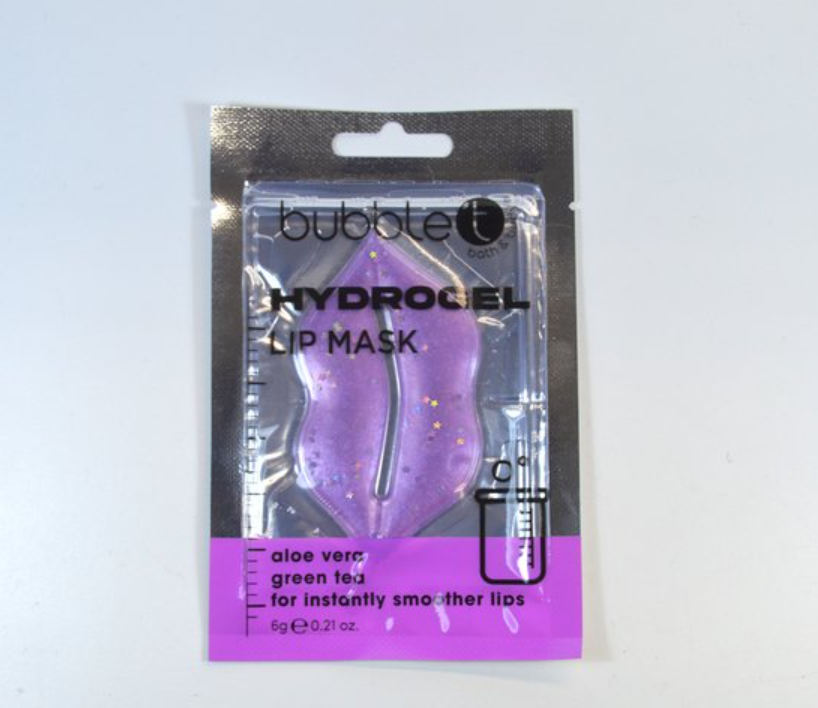 bubble t
bath &
HYDROGEL
LIP MASK
aloe vera
green tea
for instantly smoother lips
6g e 0.21 oz.